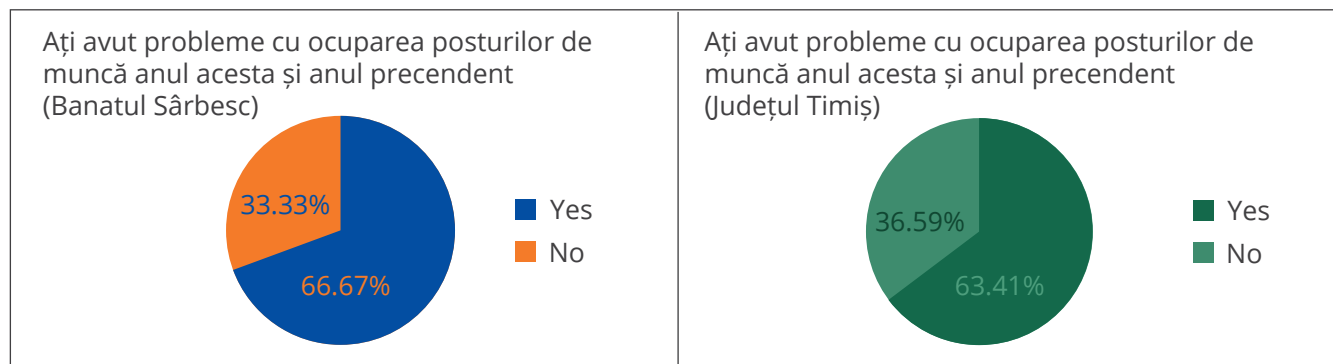 Ați avut probleme cu ocuparea posturilor de
muncă anul acesta și anul precendent
(Banatul Sârbesc)
33.33%
66.67%
Yes
No
Ați avut probleme cu ocuparea posturilor de
muncă anul acesta și anul precendent
(Județul Timiș)
36.59%
63.41%
Yes
No